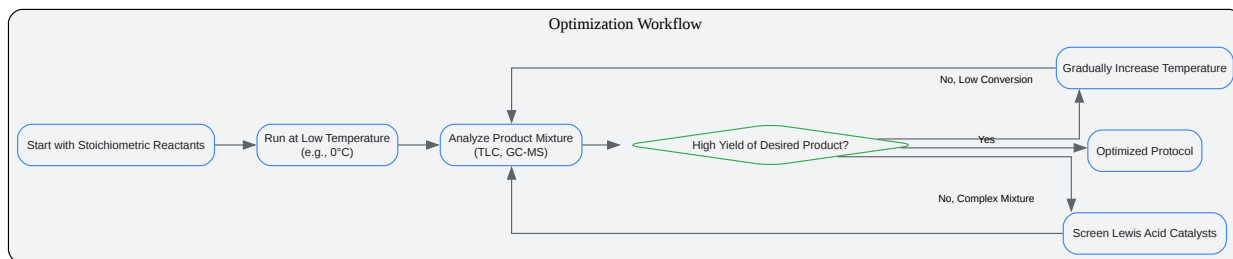 Optimization Workflow
Gradually Increase Temperature
No, Low Conversion
Start with Stoichiometric Reactants
Run at Low Temperature
(e.g., 0°C)
Analyze Product Mixture
(TLC, GC-MS)
High Yield of Desired Product?
Yes
Optimized Protocol
No, Complex Mixture
Screen Lewis Acid Catalysts